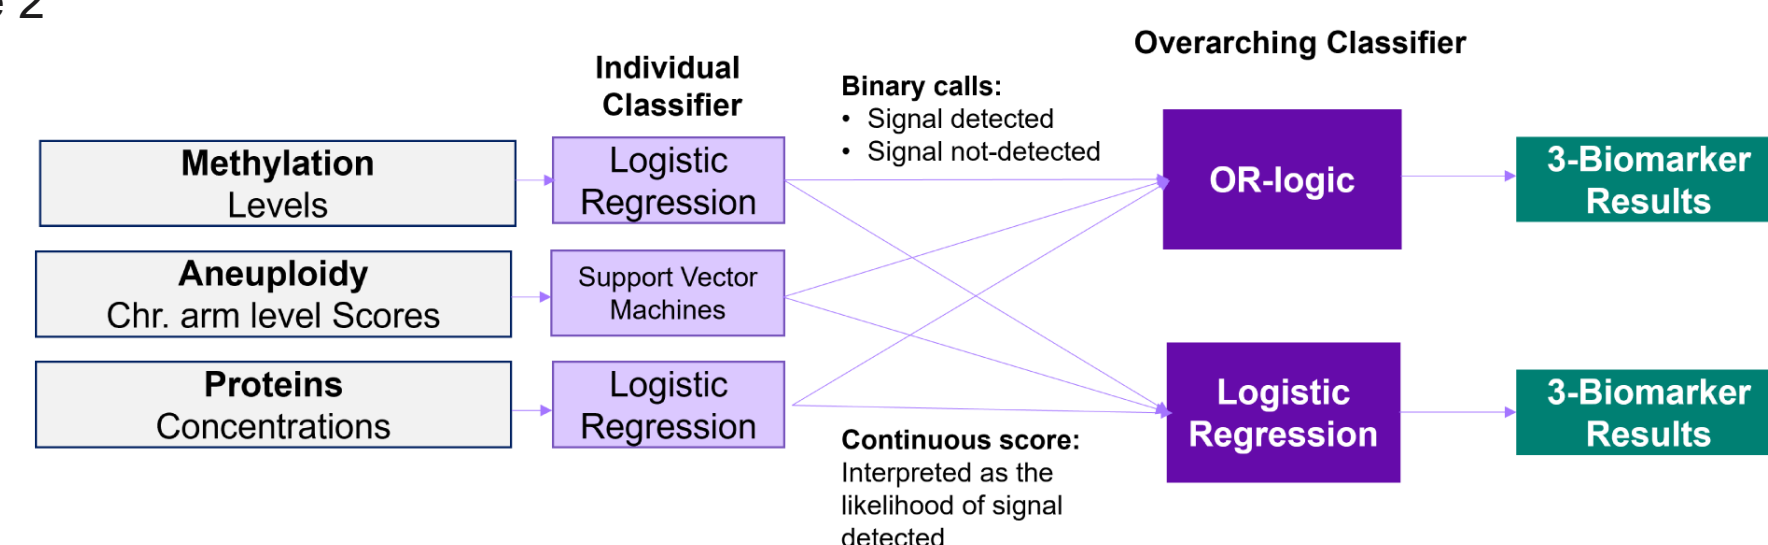 e 2
Overarching Classifier
Individual
Classifier
Binary calls:
• Signal detected
• Signal not-detected
Methylation
Levels
Logistic
Regression
OR-logic
3-Biomarker
Results
Aneuploidy
Chr. arm level Scores
Support Vector
Machines
Proteins
Concentrations
Logistic
Regression
Logistic
Regression
3-Biomarker
Results
Continuous score:
Interpreted as the
likelihood of signal
detected